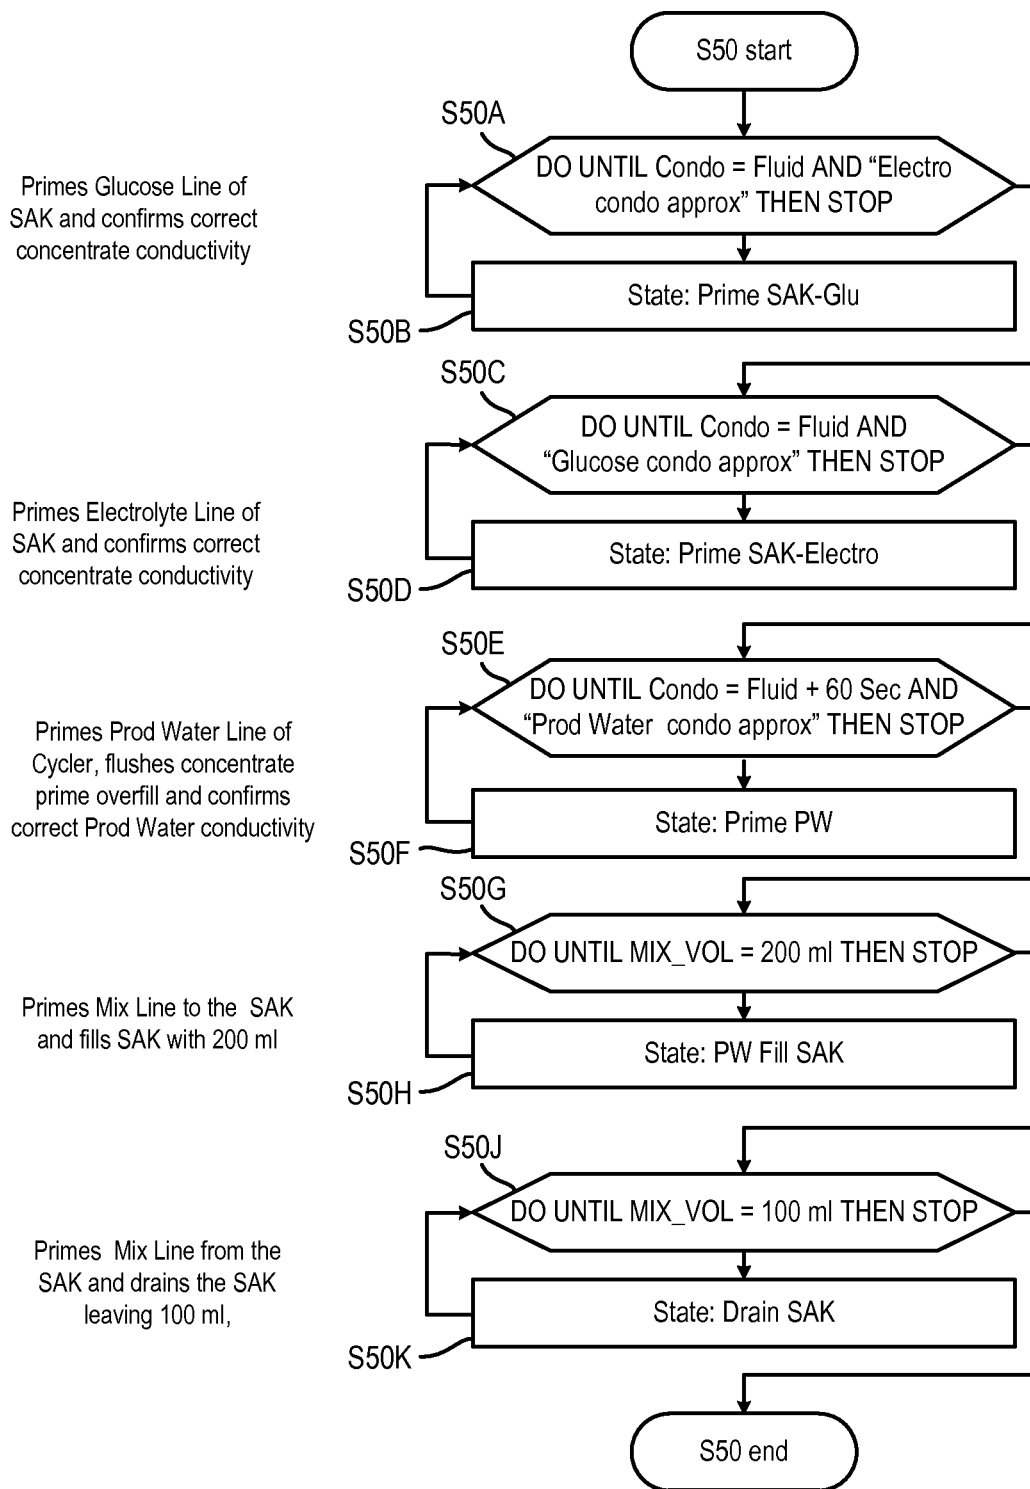 S50 start
S50A
DO UNTIL Condo = Fluid AND “Electro
condo approx” THEN STOP
Primes Glucose Line of
SAK and confirms correct
concentrate conductivity
State: Prime SAK-Glu
S50B
S50C
DO UNTIL Condo = Fluid AND
“Glucose condo approx” THEN STOP
Primes Electrolyte Line of
SAK and confirms correct
concentrate conductivity
State: Prime SAK-Electro
S50D
S50E
DO UNTIL Condo = Fluid + 60 Sec AND
“Prod Water condo approx” THEN STOP
Primes Prod Water Line of
Cycler, flushes concentrate
prime overfill and confirms
correct Prod Water conductivity
State: Prime PW
S50F
S50G
DO UNTIL MIX_VOL = 200 ml THEN STOP
Primes Mix Line to the SAK
and fills SAK with 200 ml
State: PW Fill SAK
S50H
S50J
DO UNTIL MIX_VOL = 100 ml THEN STOP
Primes Mix Line from the
SAK and drains the SAK
leaving 100 ml,
State: Drain SAK
S50K
S50 end